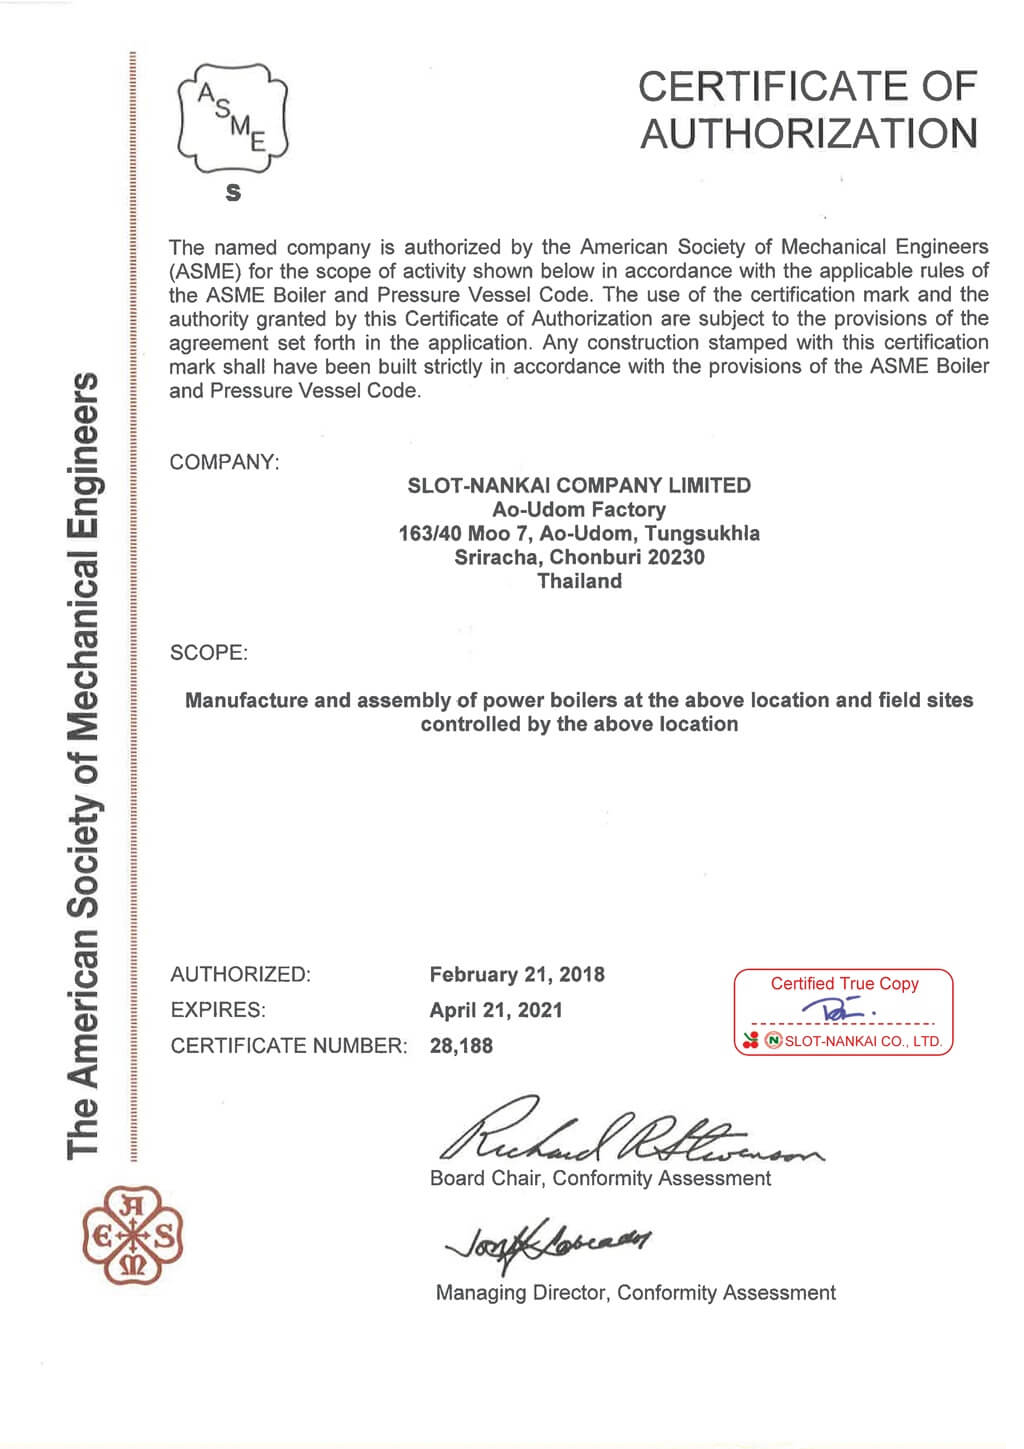 ASME
S
CERTIFICATE OF
AUTHORIZATION
The named company is authorized by the American Society of Mechanical Engineers
(ASME) for the scope of activity shown below in accordance with the applicable rules of
the ASME Boiler and Pressure Vessel Code. The use of the certification mark and the
authority granted by this Certificate of Authorization are subject to the provisions of the
agreement set forth in the application. Any construction stamped with this certification
mark shall have been built strictly in accordance with the provisions of the ASME Boiler
and Pressure Vessel Code.
COMPANY:
SLOT-NANKAI COMPANY LIMITED
Ao-Udom Factory
163/40 Moo 7, Ao-Udom, Tungsukhla
Sriracha, Chonburi 20230
Thailand
SCOPE:
Manufacture and assembly of power boilers at the above location and field sites
controlled by the above location
AUTHORIZED: February 21, 2018
EXPIRES: April 21, 2021
CERTIFICATE NUMBER: 28,188
Certified True Copy
N SLOT-NANKAI CO., LTD.
Richard R Stevenson
Board Chair, Conformity Assessment
Managing Director, Conformity Assessment
The American Society of Mechanical Engineers
A
E S
M